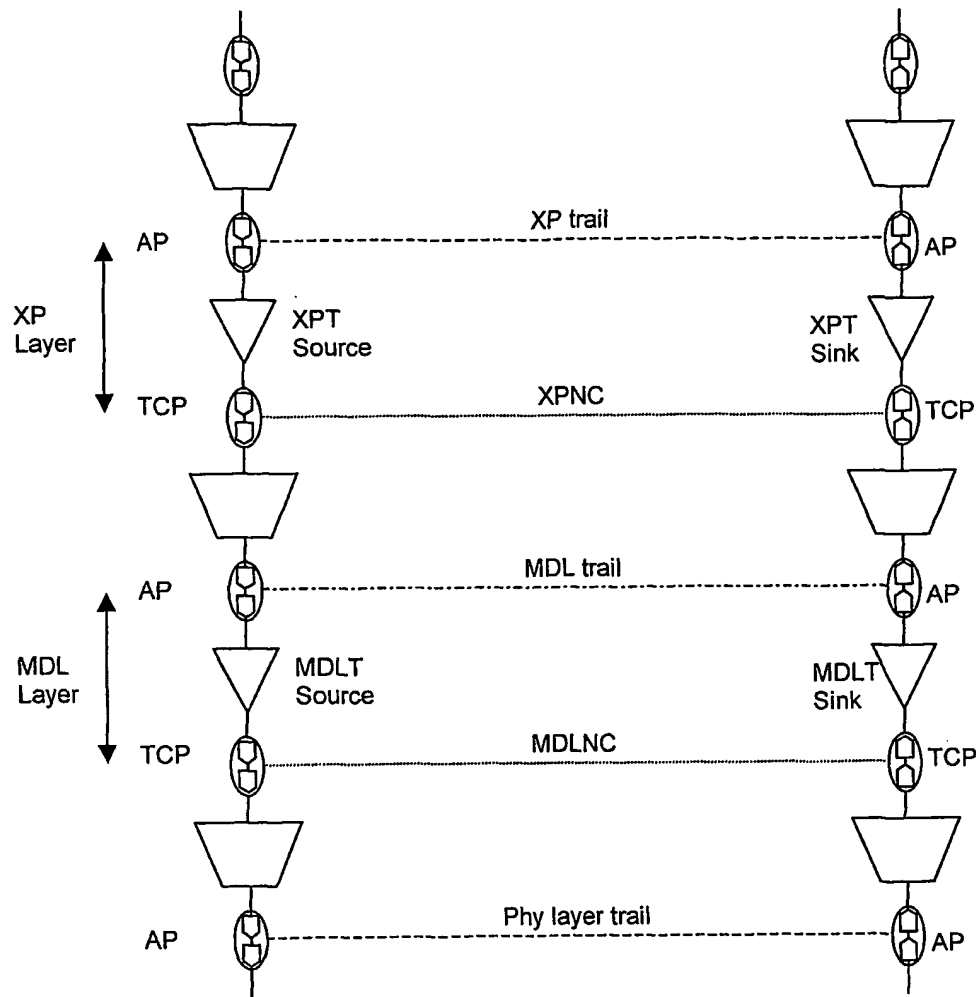 XP trail
AP
AP
XP
Layer
XPT
Source
XPT
Sink
TCP
XPNC
TCP
MDL trail
AP
AP
MDL
Layer
MDLT
Source
MDLT
Sink
TCP
MDLNC
TCP
Phy layer trail
AP
AP